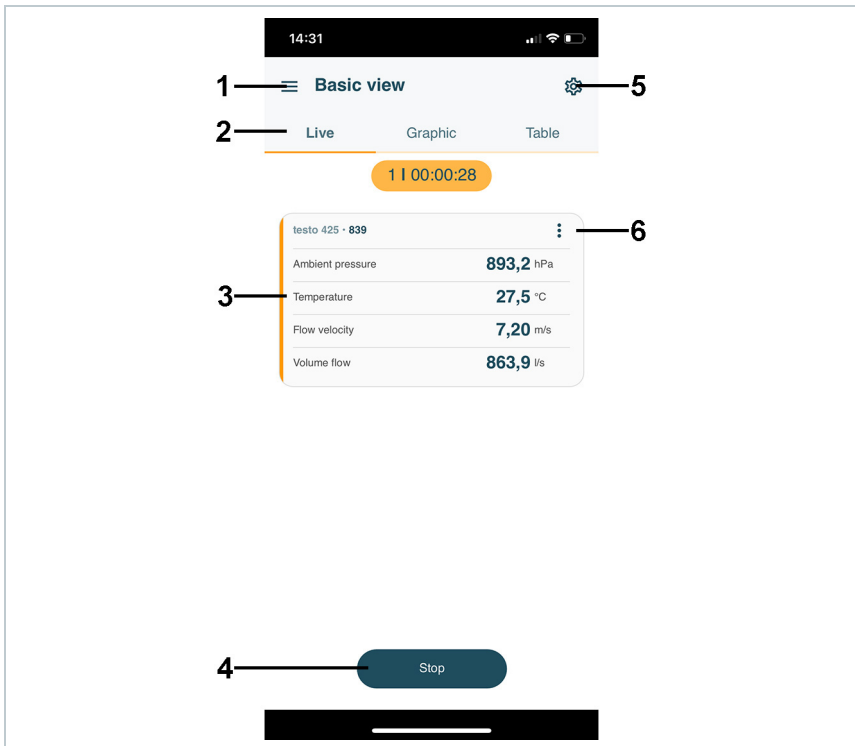 14:31
1 Basic view 5
2 Live Graphic Table
1 I 00:00:28
testo 425 • 839 6
Ambient pressure 893,2 hPa
3 Temperature 27,5 °C
Flow velocity 7,20 m/s
Volume flow 863,9 l/s
4 Stop